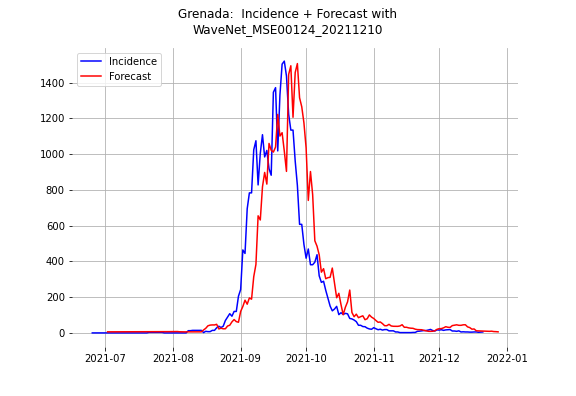 Grenada:  Incidence + Forecast with
WaveNet_MSE00124_20211210
Incidence
Forecast
1400
1200
1000
800
600
400
200
0
2021-07 2021-08 2021-09 2021-10 2021-11 2021-12 2022-01